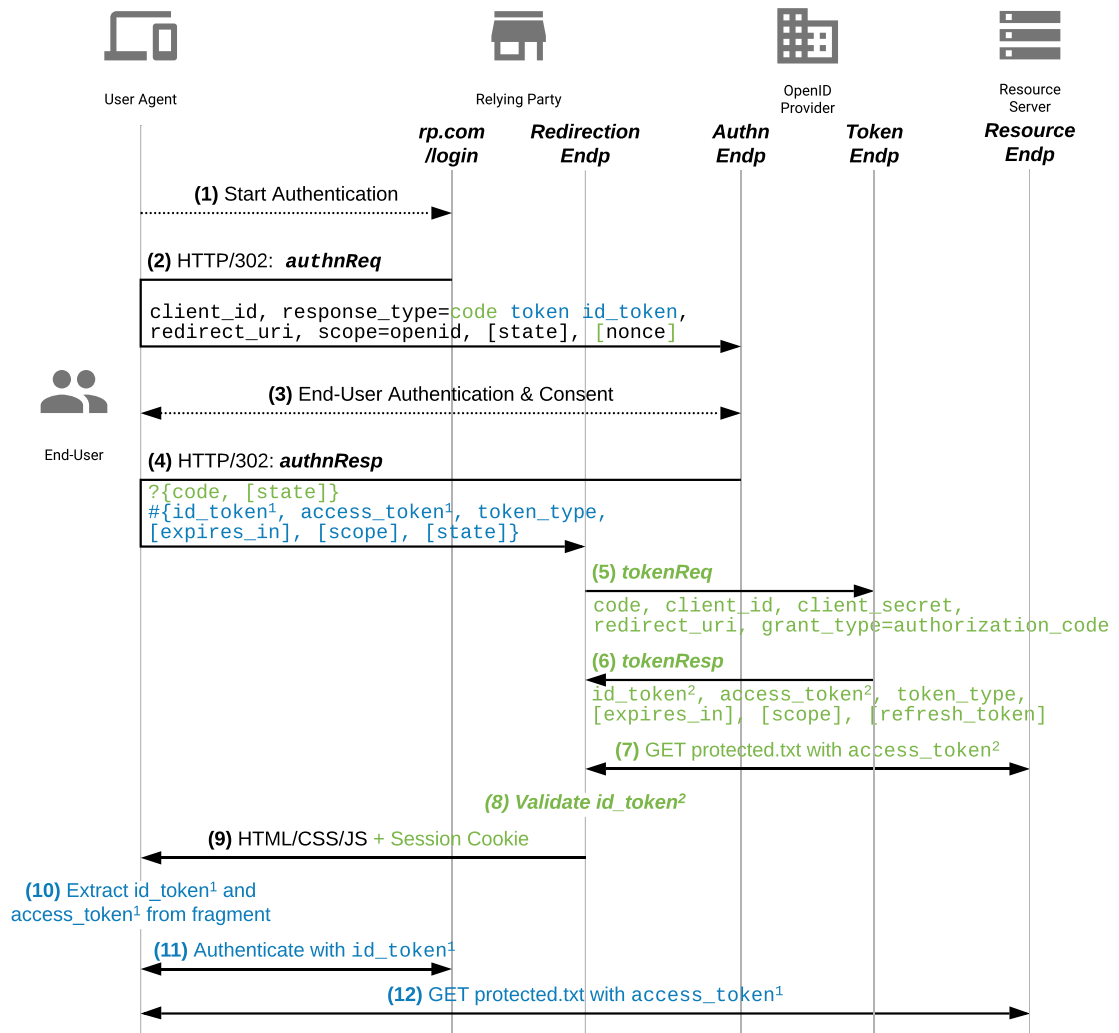 User Agent
Relying Party
OpenID
Provider
Resource
Server
rp.com
/login
Redirection
Endp
Authn
Endp
Token
Endp
Resource
Endp
(1) Start Authentication
(2) HTTP/302: authnReq
client_id, response_type=code token id_token,
redirect_uri, scope=openid, [state], [nonce]
(3) End-User Authentication & Consent
End-User
(4) HTTP/302: authnResp
?{code, [state]}
#{id_token¹, access_token¹, token_type,
[expires_in], [scope], [state]}
(5) tokenReq
code, client_id, client_secret,
redirect_uri, grant_type=authorization_code
(6) tokenResp
id_token², access_token², token_type,
[expires_in], [scope], [refresh_token]
(7) GET protected.txt with access_token²
(8) Validate id_token²
(9) HTML/CSS/JS + Session Cookie
(10) Extract id_token¹ and
access_token¹ from fragment
(11) Authenticate with id_token¹
(12) GET protected.txt with access_token¹